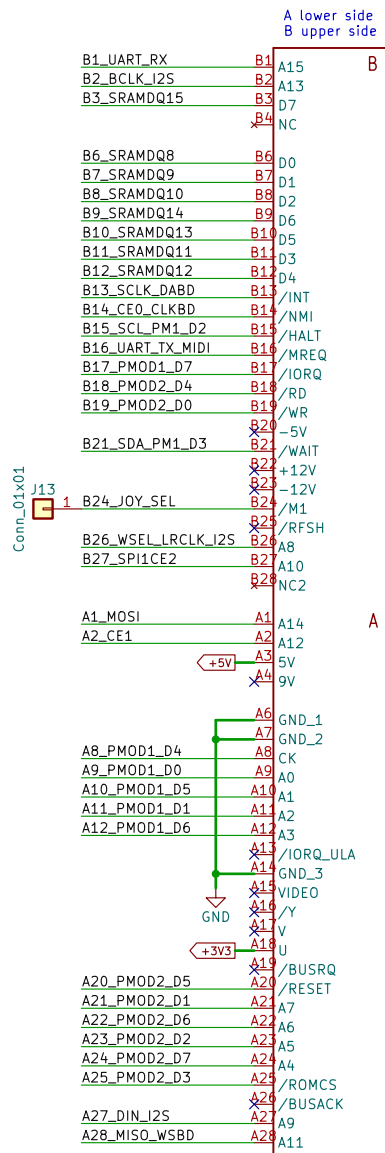 A lower side
B upper side
B
B1_UART_RX B1 A15
B2_BCLK_I2S B2 A13
B3_SRAMDQ15 B3 D7
B4 NC
B6_SRAMDQ8 B6 D0
B7_SRAMDQ9 B7 D1
B8_SRAMDQ10 B8 D2
B9_SRAMDQ14 B9 D6
B10_SRAMDQ13 B10 D5
B11_SRAMDQ11 B11 D3
B12_SRAMDQ12 B12 D4
B13_SCLK_DABD B13 /INT
B14_CE0_CLKBD B14 /NMI
B15_SCL_PM1_D2 B15 /HALT
B16_UART_TX_MIDI B16 /MREQ
B17_PMOD1_D7 B17 /IORQ
B18_PMOD2_D4 B18 /RD
B19_PMOD2_D0 B19 /WR
B20 -5V
B21_SDA_PM1_D3 B21 /WAIT
B22 +12V
B23 -12V
J13
Conn_01x01
1 B24_JOY_SEL B24 /M1
B25 /RFSH
B26_WSEL_LRCLK_I2S B26 A8
B27_SPI1CE2 B27 A10
B28 NC2
A
A1_MOSI A1 A14
A2_CE1 A2 A12
+5V A3 5V
A4 9V
A6 GND_1
A7 GND_2
A8_PMOD1_D4 A8 CK
A9_PMOD1_D0 A9 A0
A10_PMOD1_D5 A10 A1
A11_PMOD1_D1 A11 A2
A12_PMOD1_D6 A12 A3
A13 /IORQ_ULA
A14 GND_3
A15 VIDEO
A16 /Y
GND
A17 V
+3V3 A18 U
A19 /BUSRQ
A20_PMOD2_D5 A20 /RESET
A21_PMOD2_D1 A21 A7
A22_PMOD2_D6 A22 A6
A23_PMOD2_D2 A23 A5
A24_PMOD2_D7 A24 A4
A25_PMOD2_D3 A25 /ROMCS
A26 /BUSACK
A27_DIN_I2S A27 A9
A28_MISO_WSBD A28 A11